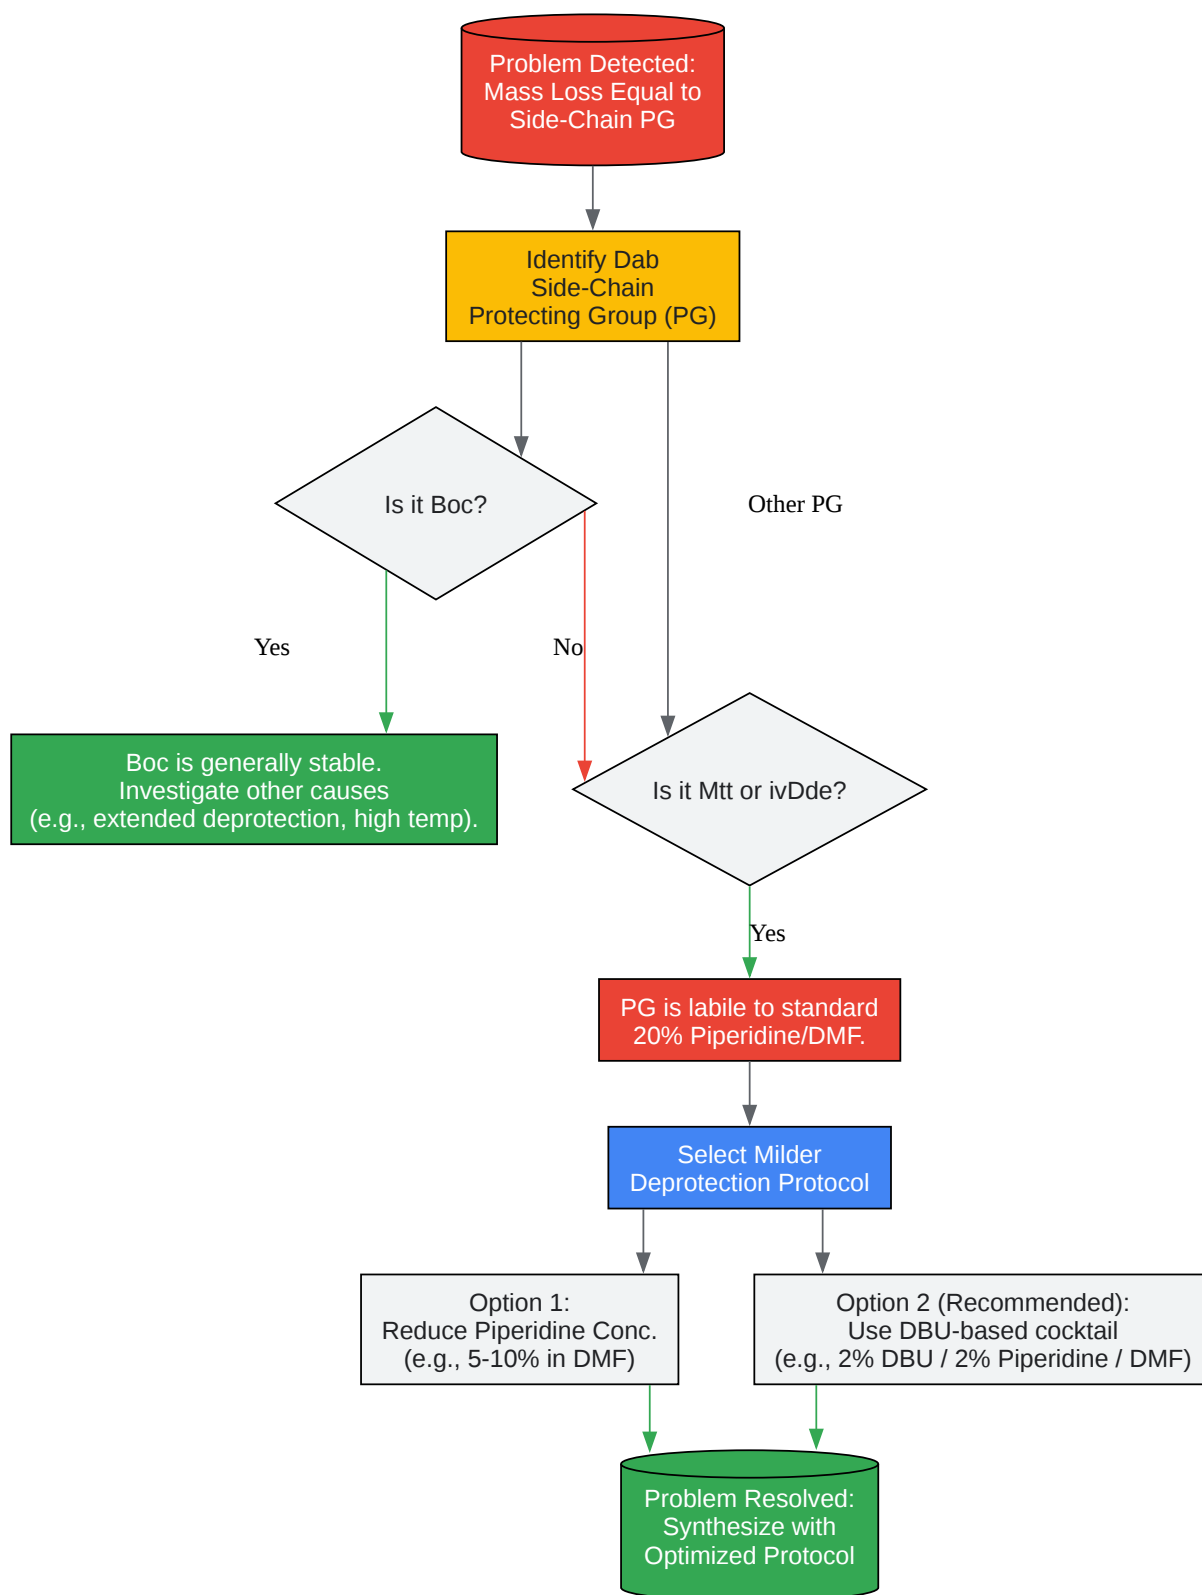 Problem Detected:
Mass Loss Equal to
Side-Chain PG
Identify Dab
Side-Chain
Protecting Group (PG)
Is it Boc?
Other PG
Yes
No
Boc is generally stable.
Investigate other causes
(e.g., extended deprotection, high temp).
Is it Mtt or ivDde?
Yes
PG is labile to standard
20% Piperidine/DMF.
Select Milder
Deprotection Protocol
Option 1:
Reduce Piperidine Conc.
(e.g., 5-10% in DMF)
Option 2 (Recommended):
Use DBU-based cocktail
(e.g., 2% DBU / 2% Piperidine / DMF)
Problem Resolved:
Synthesize with
Optimized Protocol